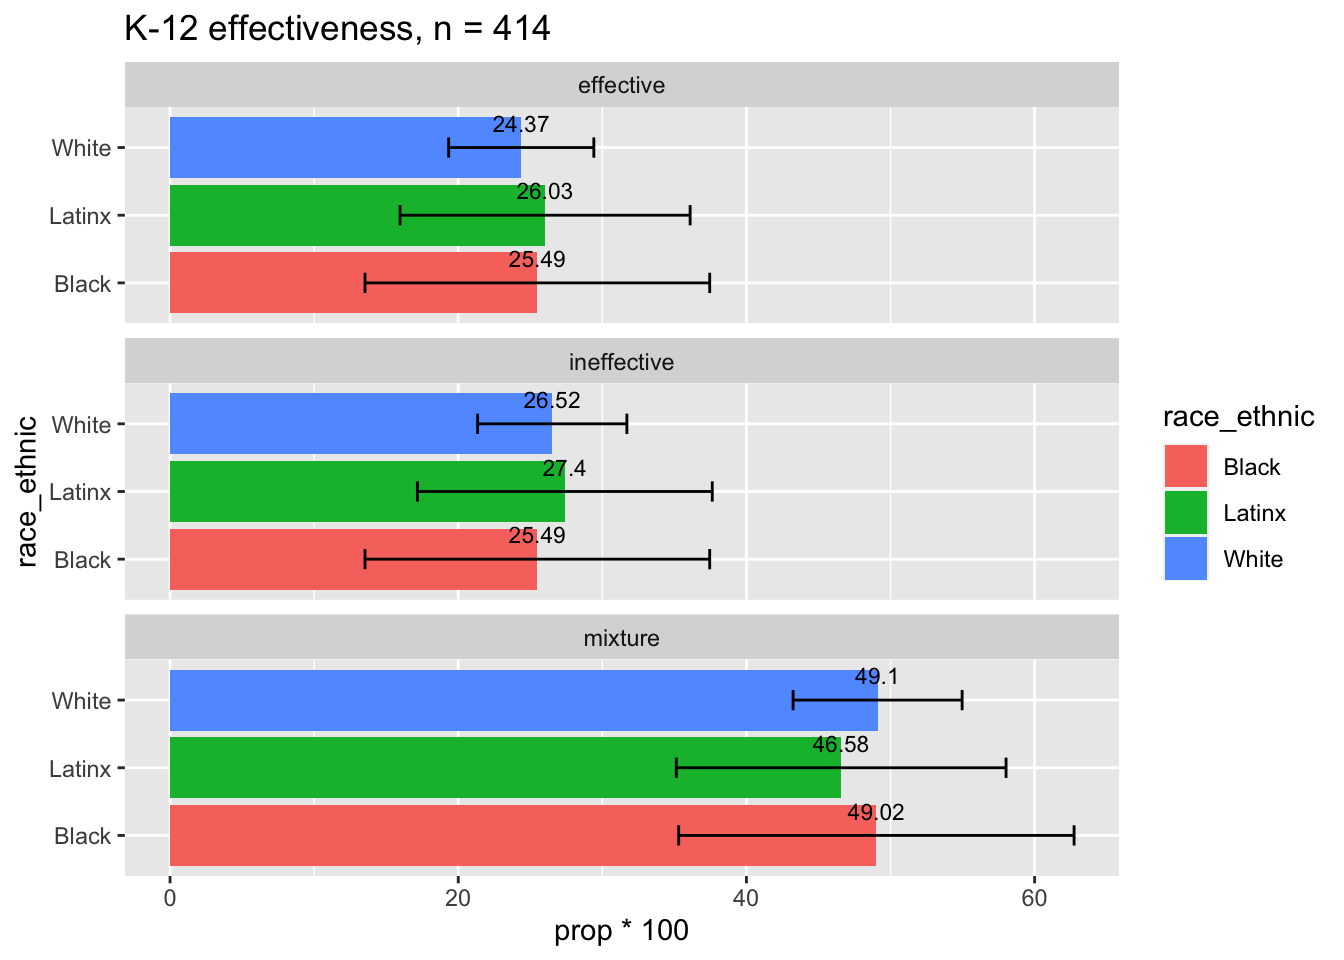 K-12 effectiveness, n = 414
effective
White
24.37
Latinx
26.03
Black
25.49
ineffective
White
26.52
Latinx
27.4
Black
25.49
mixture
White
49.1
Latinx
46.58
Black
49.02
0 20 40 60
prop * 100
race_ethnic
race_ethnic
Black
Latinx
White